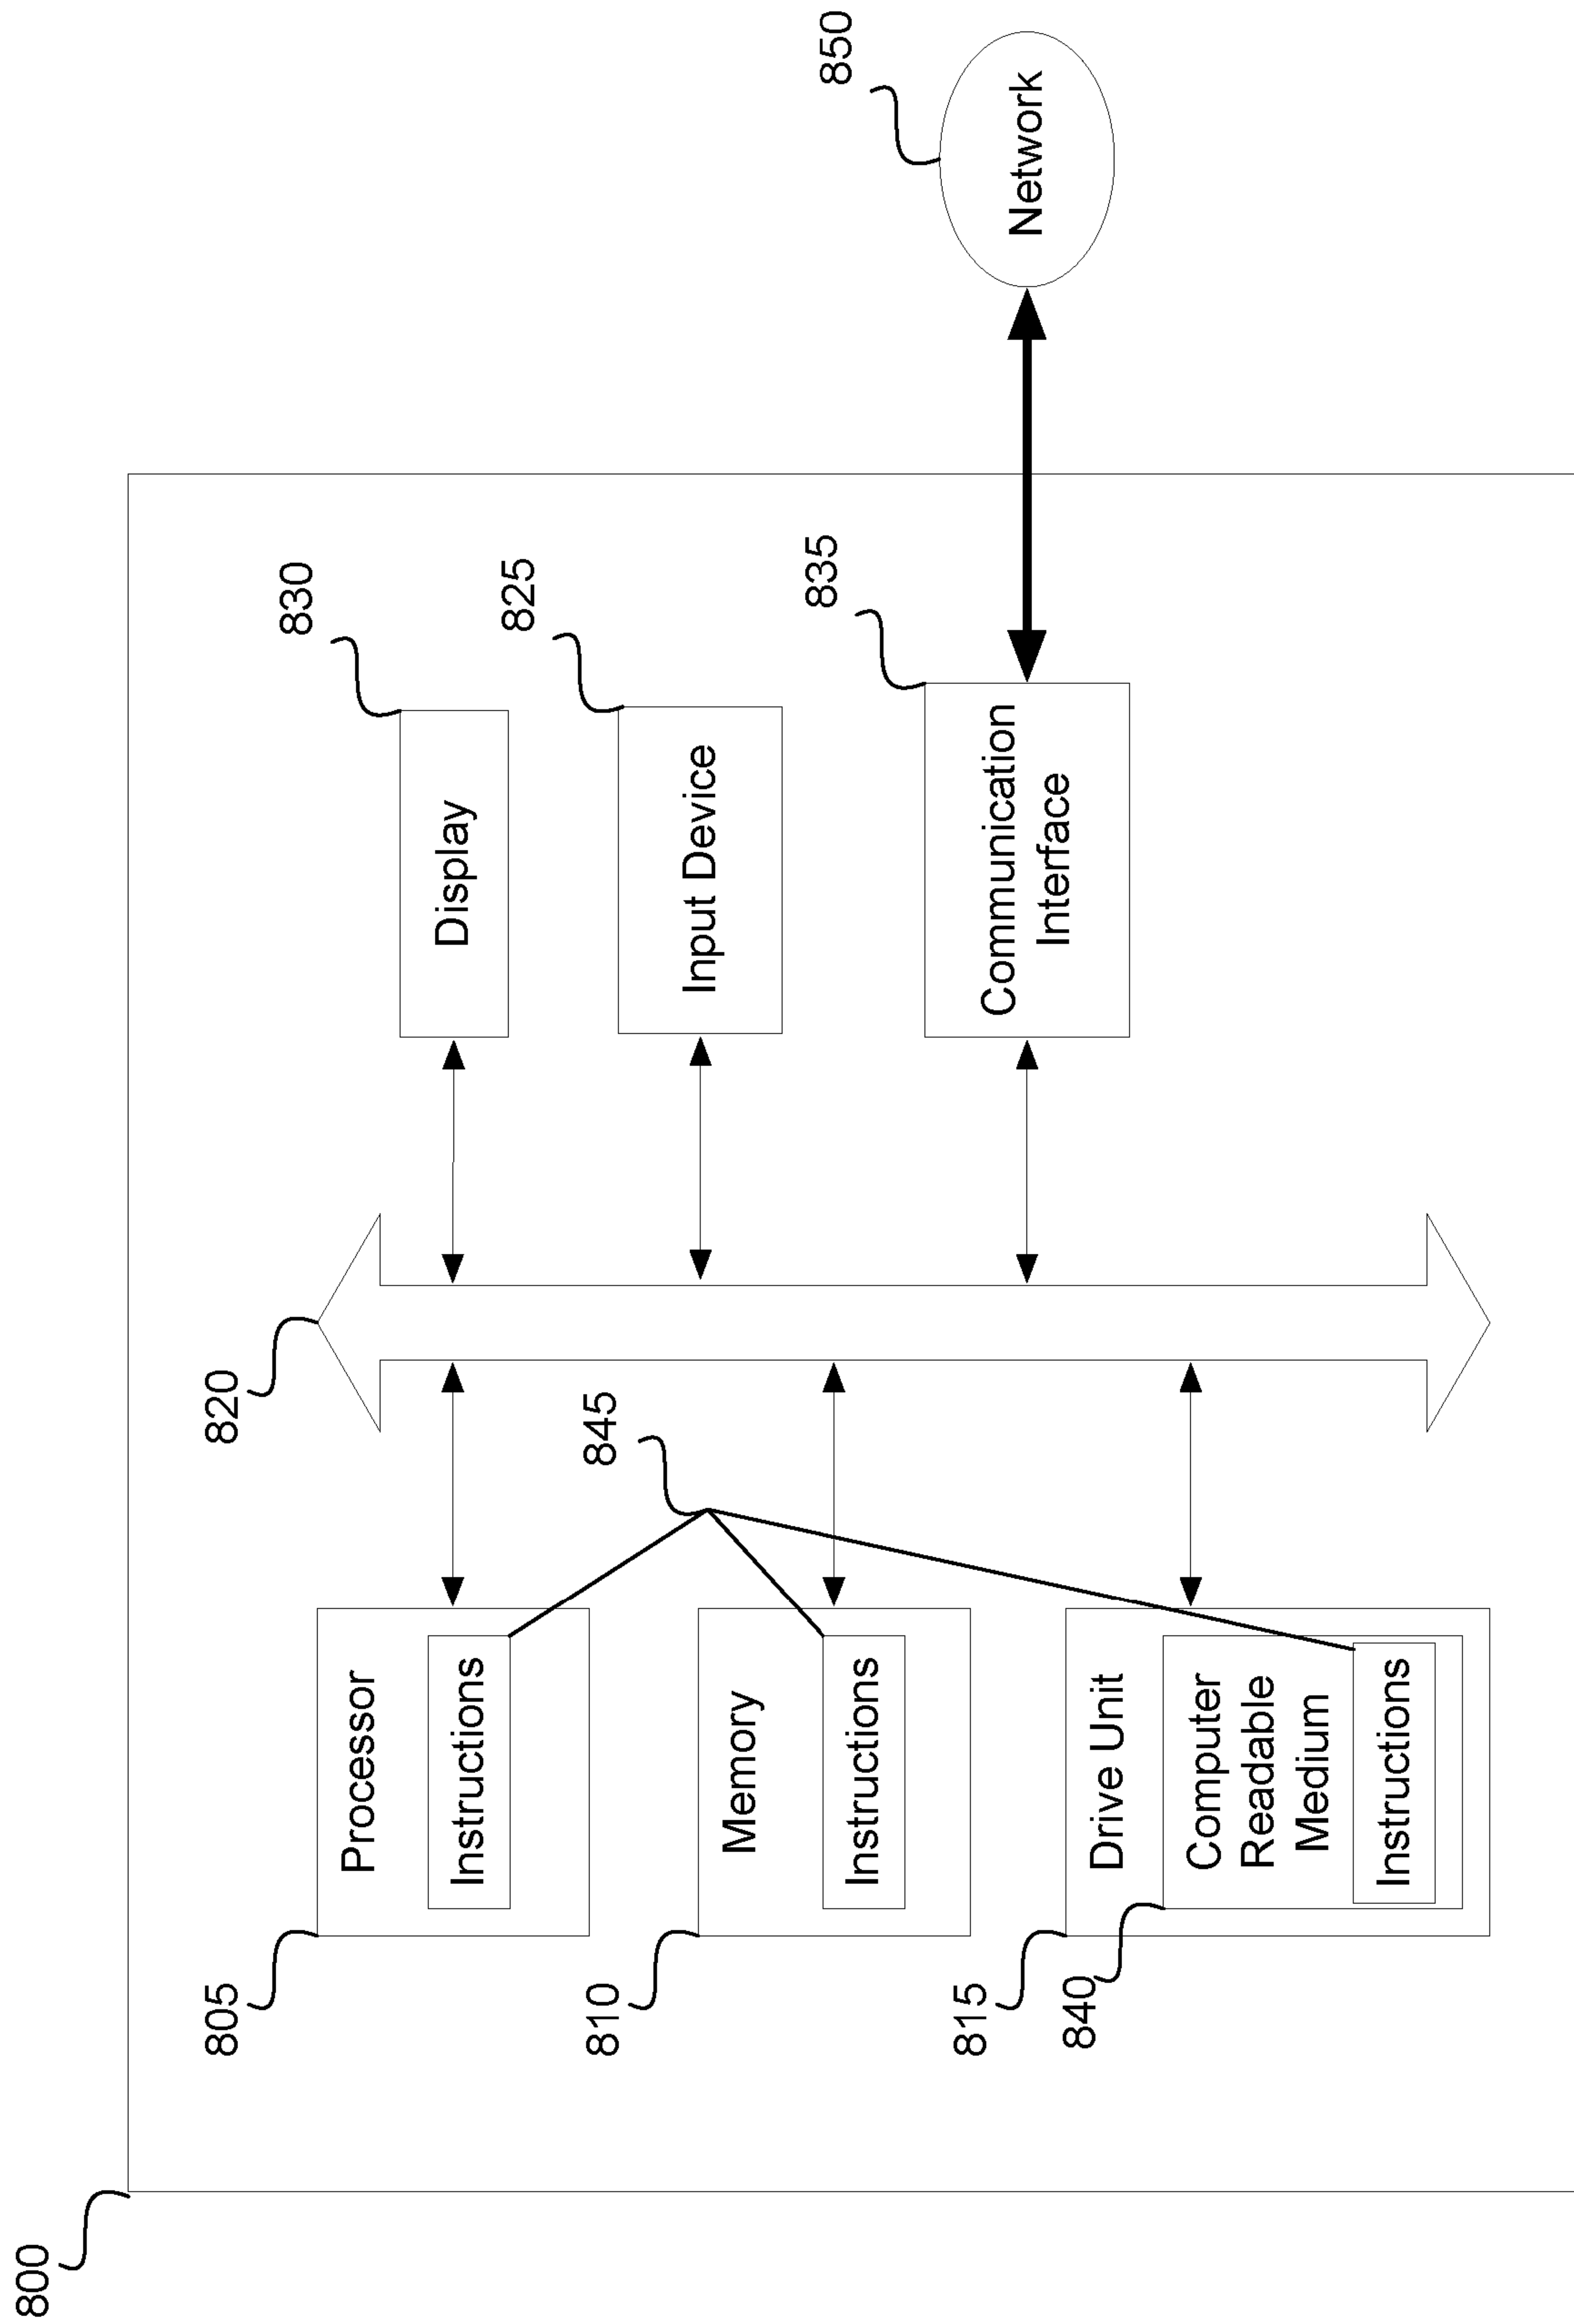 800
805
Processor
Instructions
820
830
Display
845
825
Input Device
810
Memory
Instructions
835
Communication
Interface
850
Network
815
Drive Unit
840
Computer
Readable
Medium
Instructions